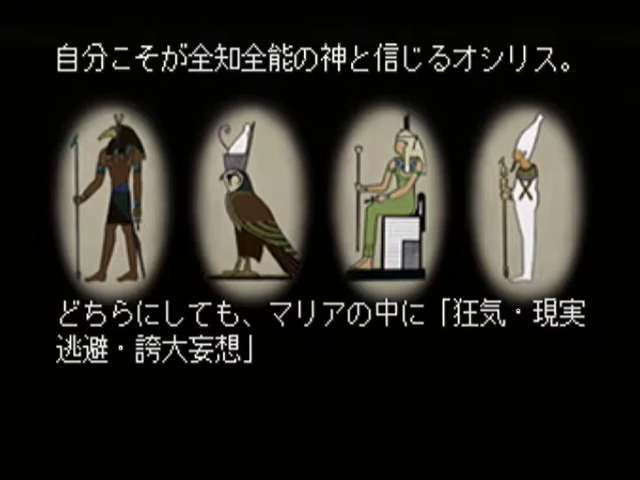 自分こそが全知全能の神と信じるオシリス。
どちらにしても、マリアの中に「狂気・現実
逃避・誇大妄想」